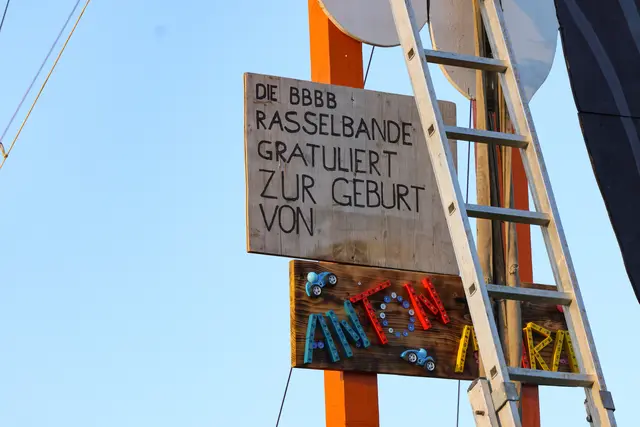 DIE BBBB
RASSELBANDE
GRATULIERT
ZUR GEBURT
VON
ANTON